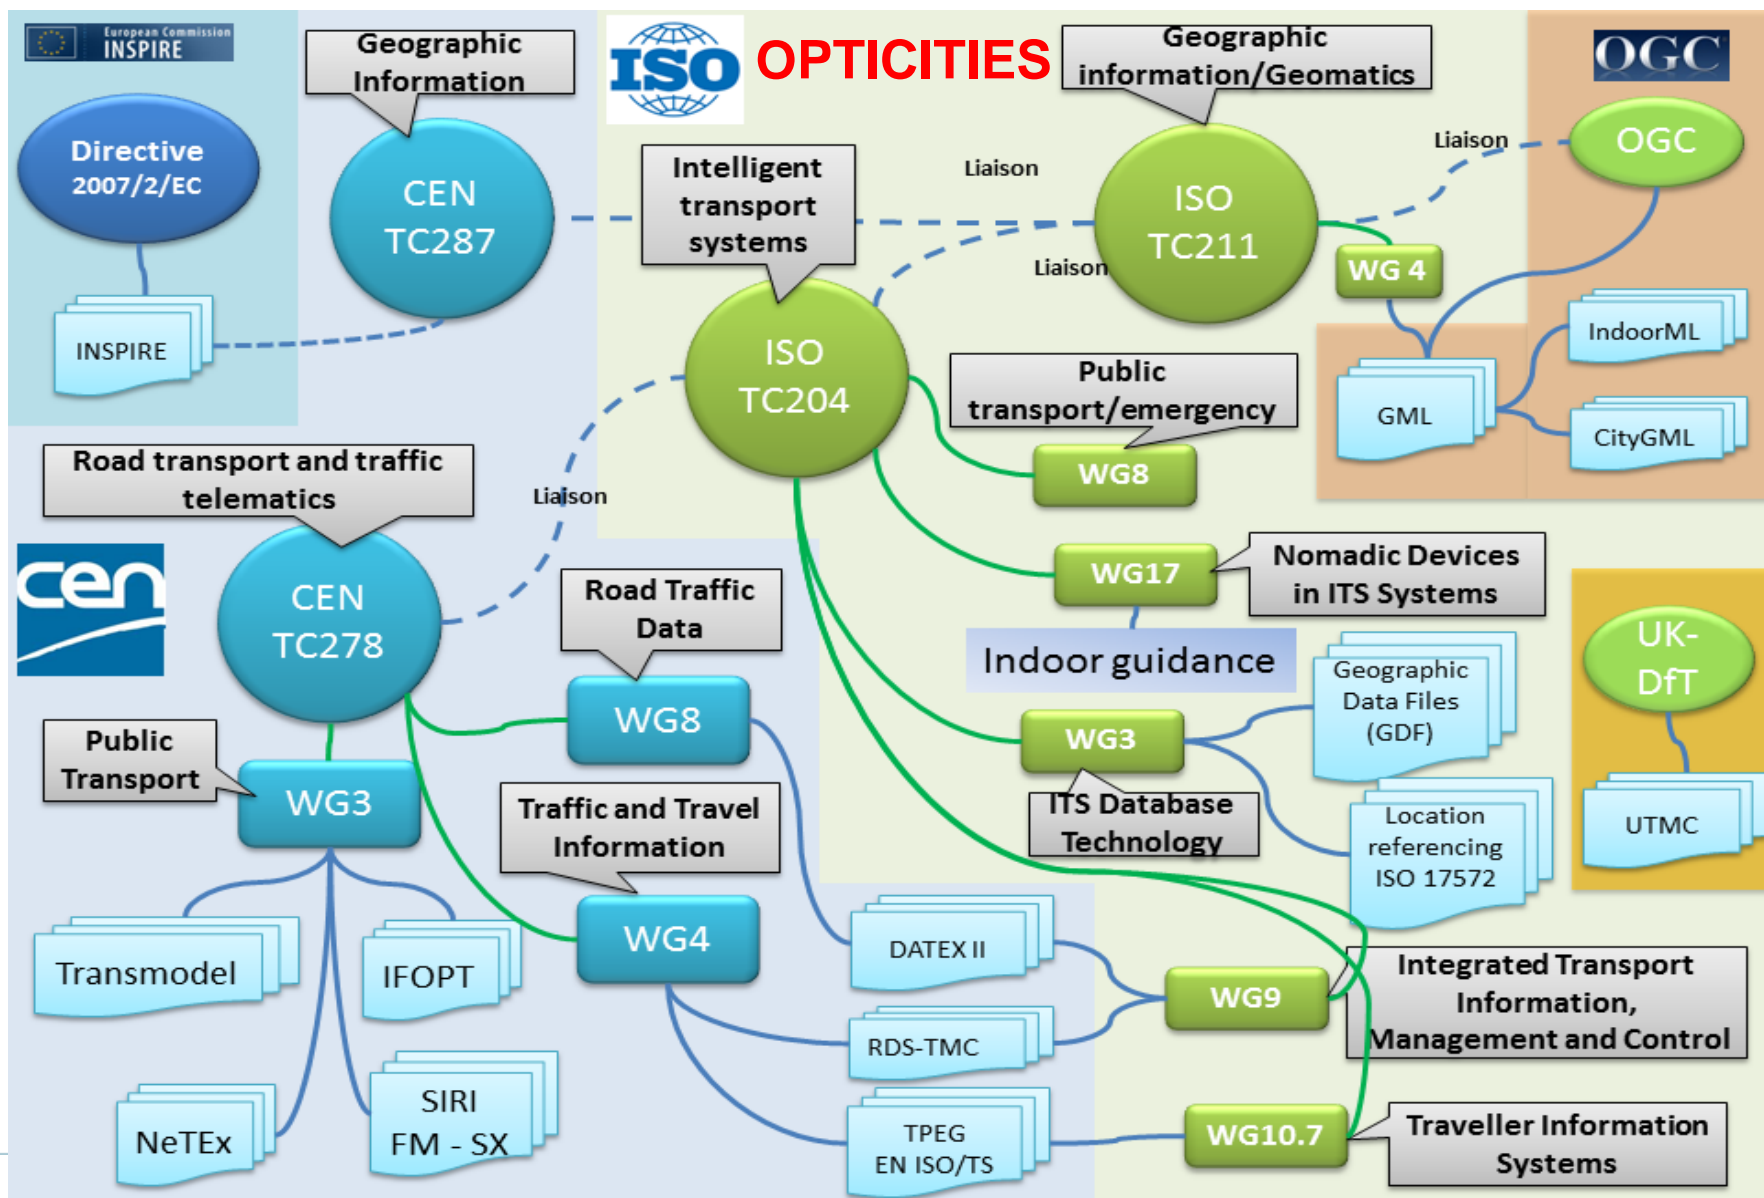 European Commission
INSPIRE
Geographic
Information
ISO
OPTICITIES
Geographic
information/Geomatics
OGC
Directive
2007/2/EC
CEN
TC287
Intelligent
transport
systems
Liaison
ISO
TC211
Liaison
OGC
Liaison
WG 4
INSPIRE
ISO
TC204
Public
transport/emergency
WG8
GML
IndoorML
CityGML
Road transport and traffic
telematics
Liaison
cen
CEN
TC278
Road Traffic
Data
WG8
WG17
Nomadic Devices
in ITS Systems
Indoor guidance
Geographic
Data Files
(GDF)
UK-
DfT
Public
Transport
WG3
WG3
ITS Database
Technology
Location
referencing
ISO 17572
UTMC
Traffic and Travel
Information
WG4
Transmodel
IFOPT
DATEX II
WG9
Integrated Transport
Information,
Management and Control
RDS-TMC
NeTEx
SIRI
FM - SX
TPEG
EN ISO/TS
WG10.7
Traveller Information
Systems